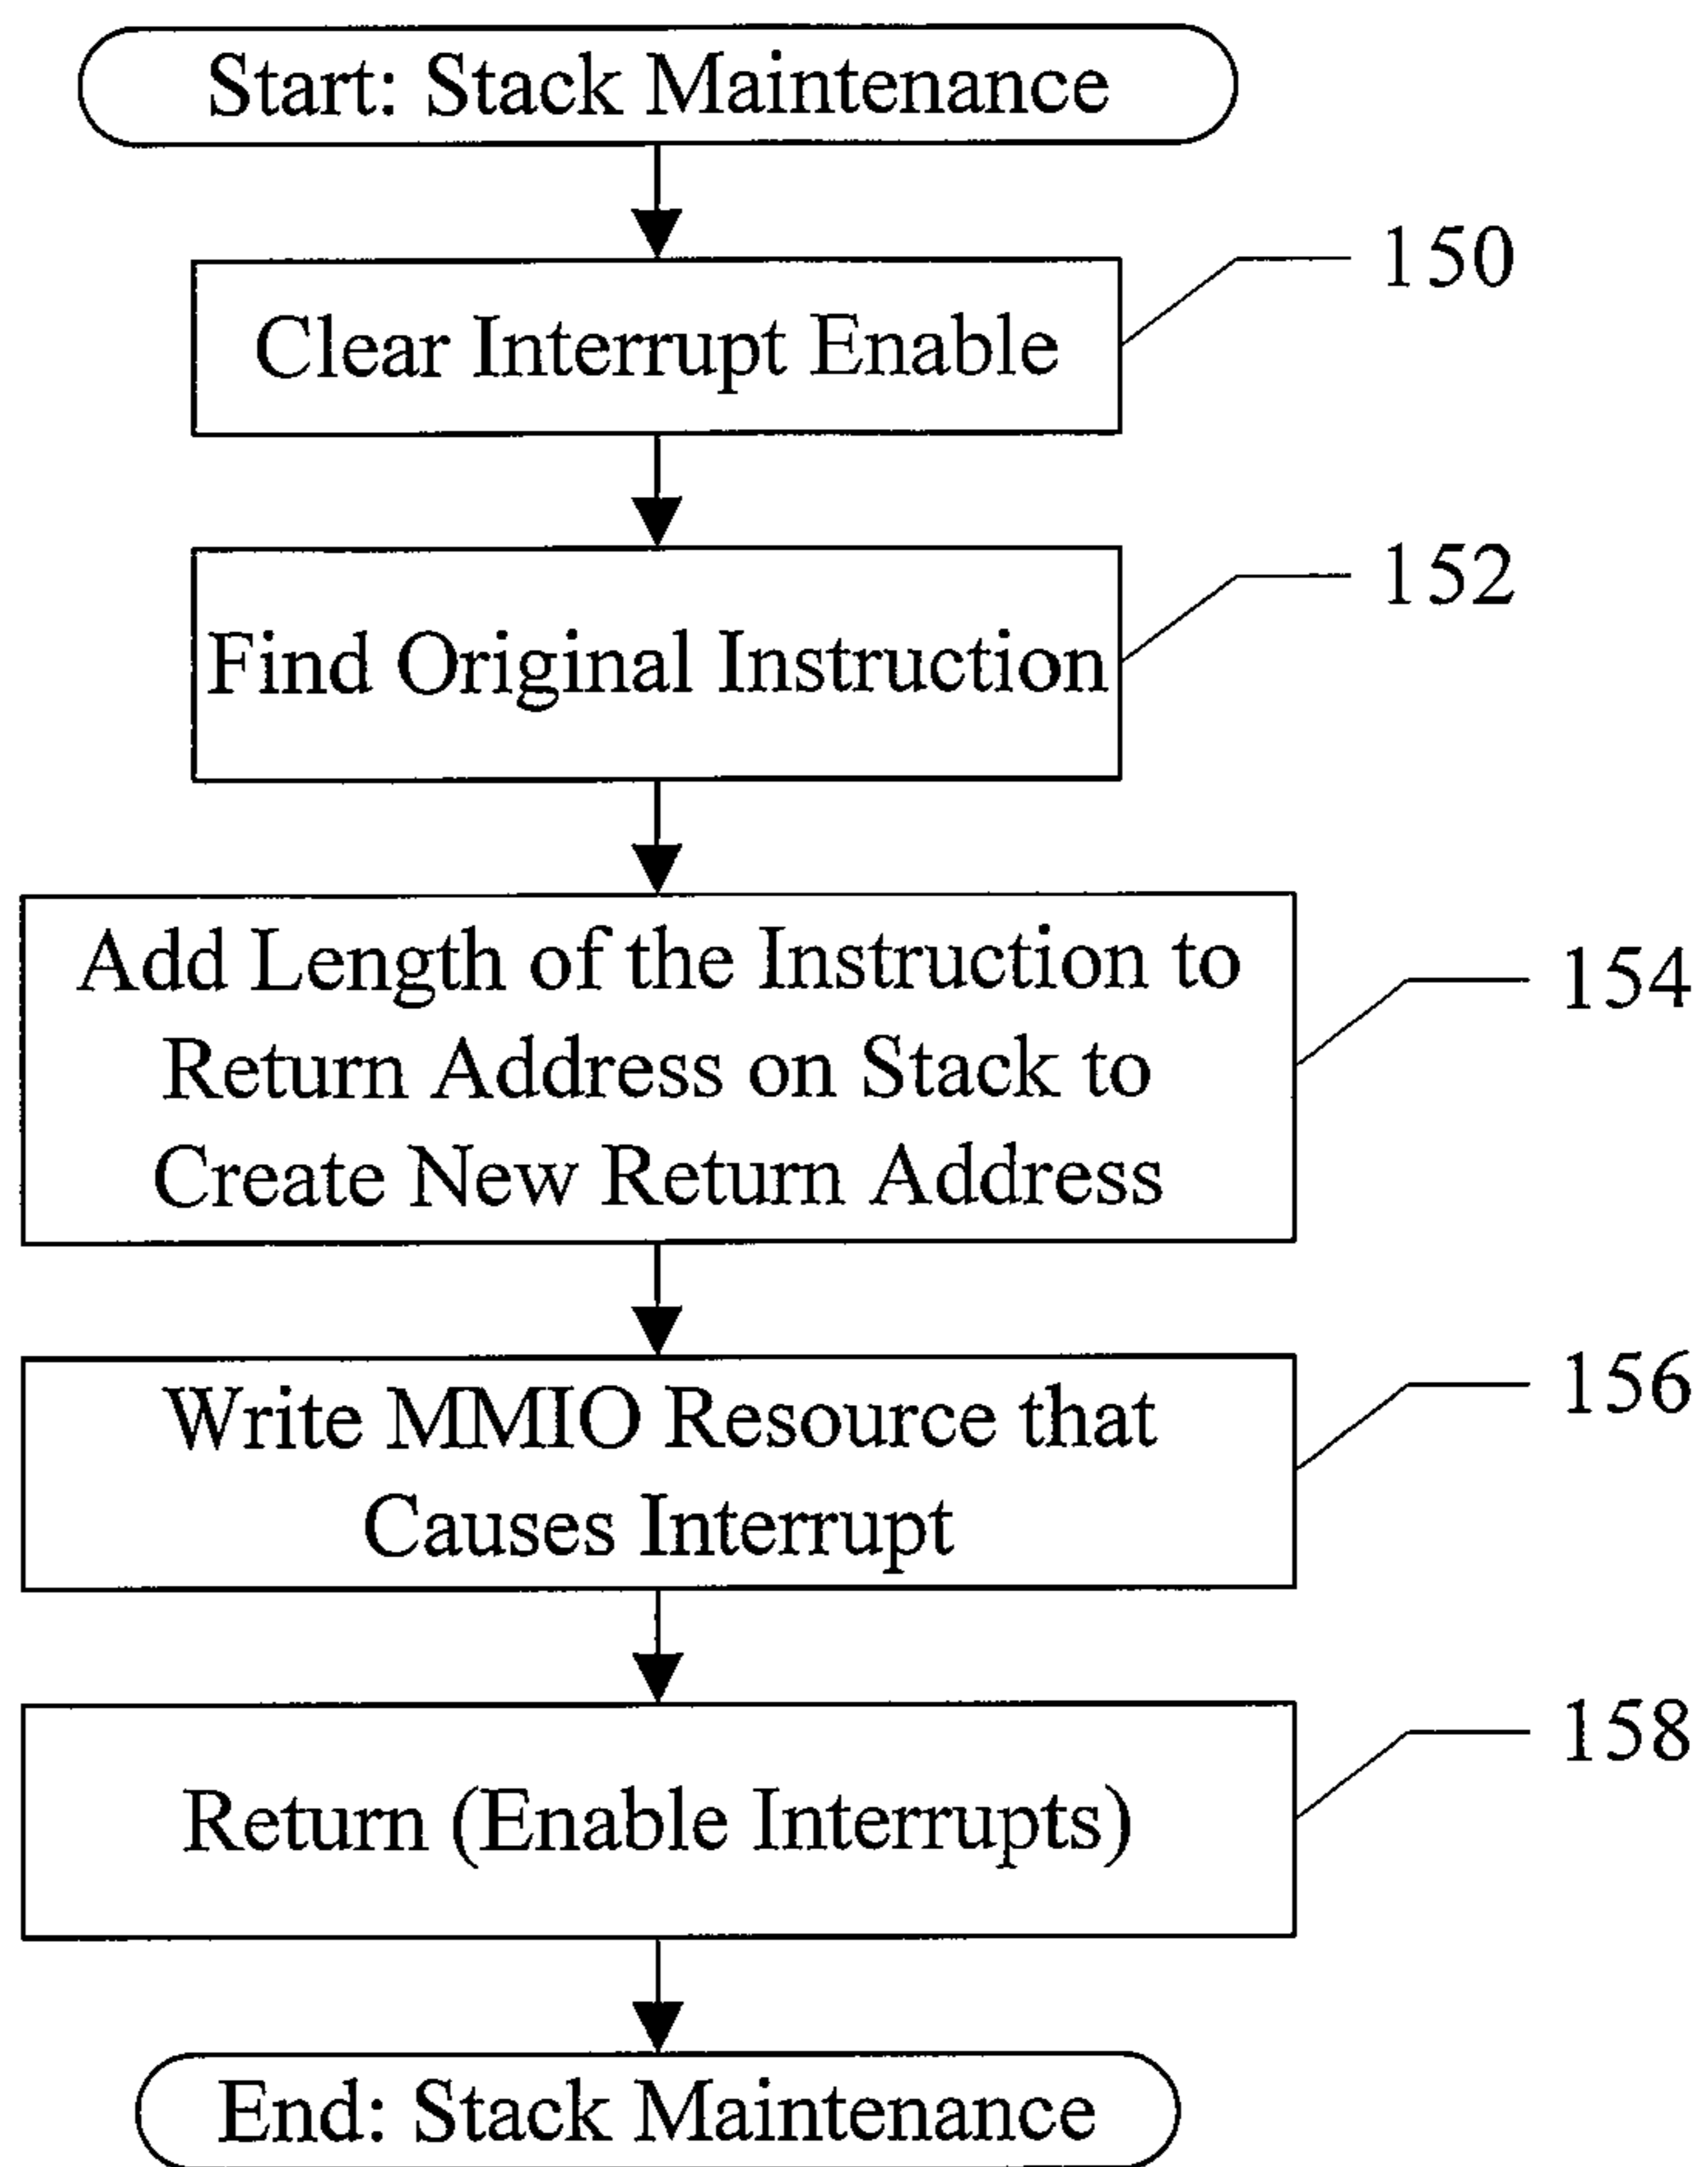 Start: Stack Maintenance
150
Clear Interrupt Enable
152
Find Original Instruction
Add Length of the Instruction to
154
Return Address on Stack to
Create New Return Address
156
Write MMIO Resource that
Causes Interrupt
158
Return (Enable Interrupts)
End: Stack Maintenance